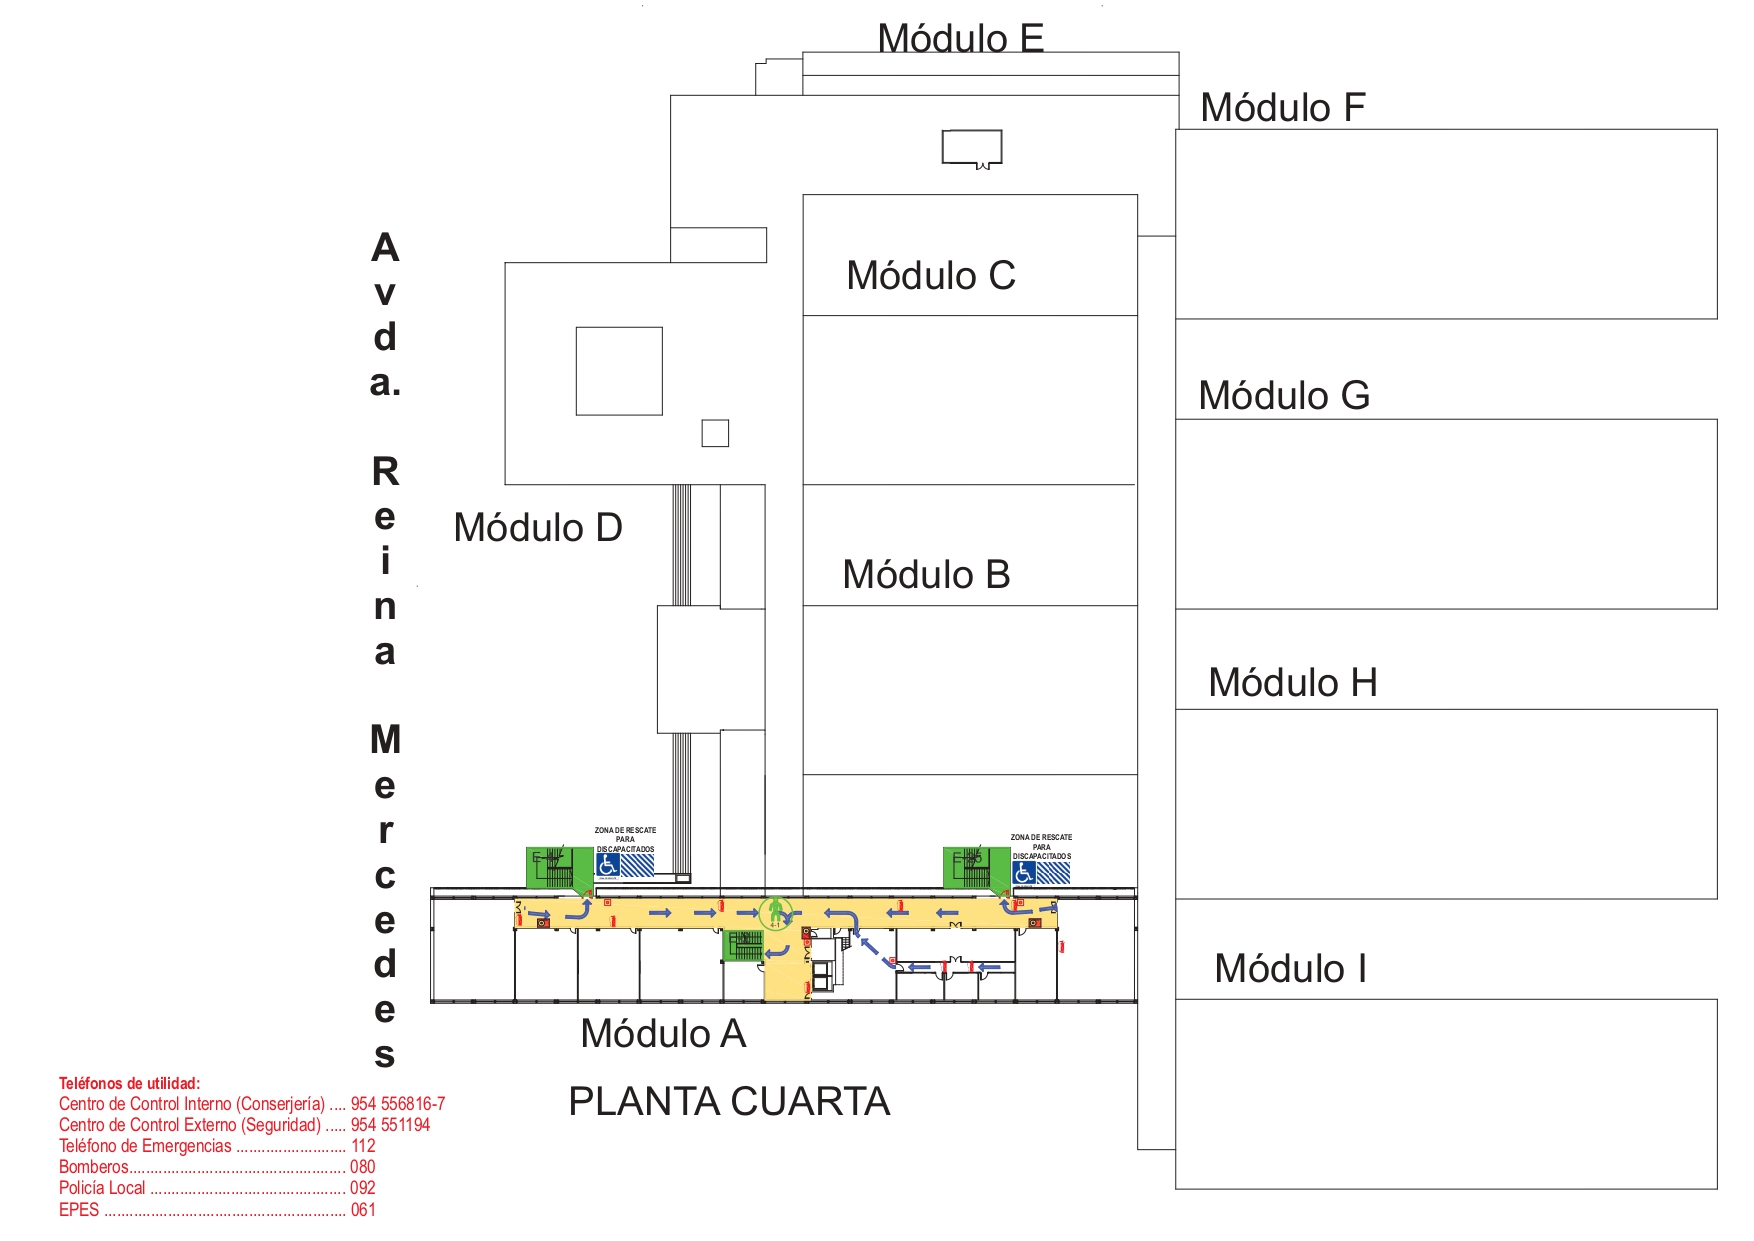 Módulo E
Módulo F
Módulo C
Módulo G
Módulo D
Módulo B
Módulo H
Avda. Reina Mercedes
ZONA DE RESCATE
PARA
DISCAPACITADOS
ZONA DE RESCATE
PARA
DISCAPACITADOS
4-1
Módulo I
Módulo A
PLANTA CUARTA
Teléfonos de utilidad:
Centro de Control Interno (Conserjería) .... 954 556816-7
Centro de Control Externo (Seguridad) ..... 954 551194
Teléfono de Emergencias ......................... 112
Bomberos................................................ 080
Policía Local ............................................ 092
EPES ...................................................... 061